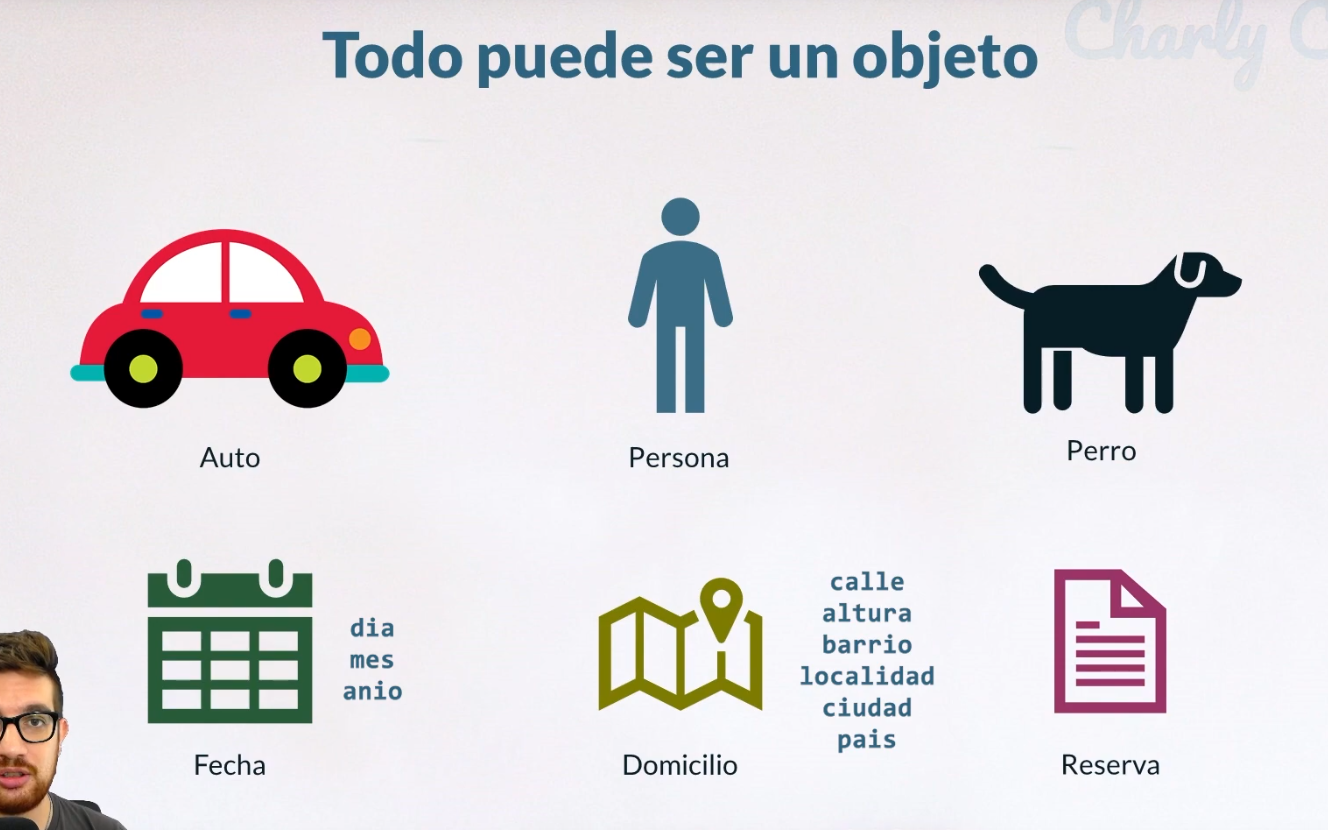 Charly
Todo puede ser un objeto
Auto
Persona
Perro
dia
mes
anio
Fecha
calle
altura
barrio
localidad
ciudad
pais
Domicilio
Reserva